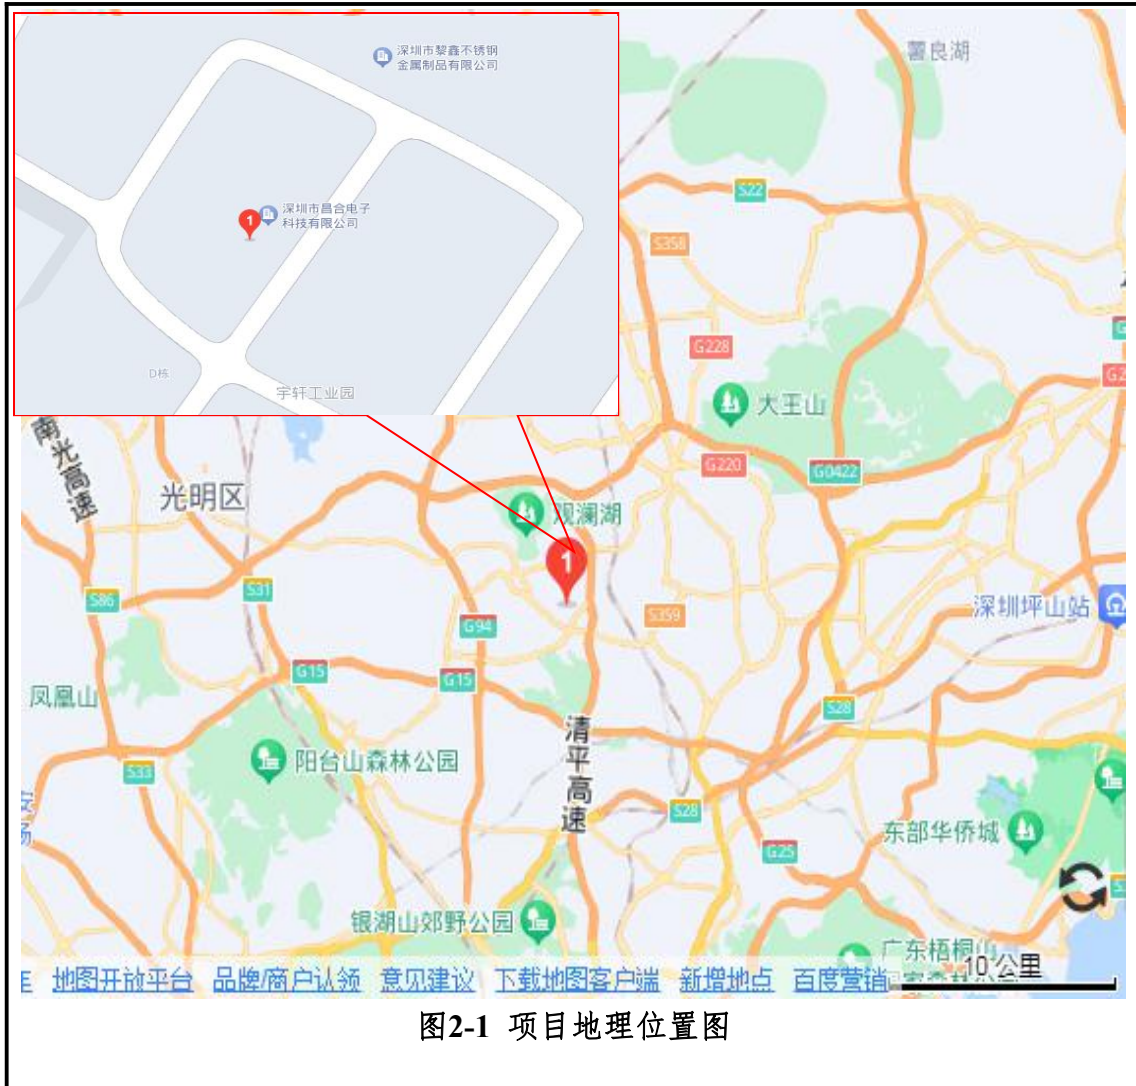 深圳市黎鑫不锈钢
金属制品有限公司
深圳市昌合电子
科技有限公司
1
D栋
宇轩工业园
S22
S358
G228
大王山
G220
G0422
南光高速
光明区
观澜湖
1
S86
S31
G94
S359
深圳坪山站
G15
G15
凤凰山
S28
清平高速
阳台山森林公园
S33
S28
东部华侨城
G25
银湖山郊野公园
广东梧桐山
10 公里
地图开放平台 品牌/商户认领 意见建议 下载地图客户端 新增地点 百度营销
图2-1 项目地理位置图